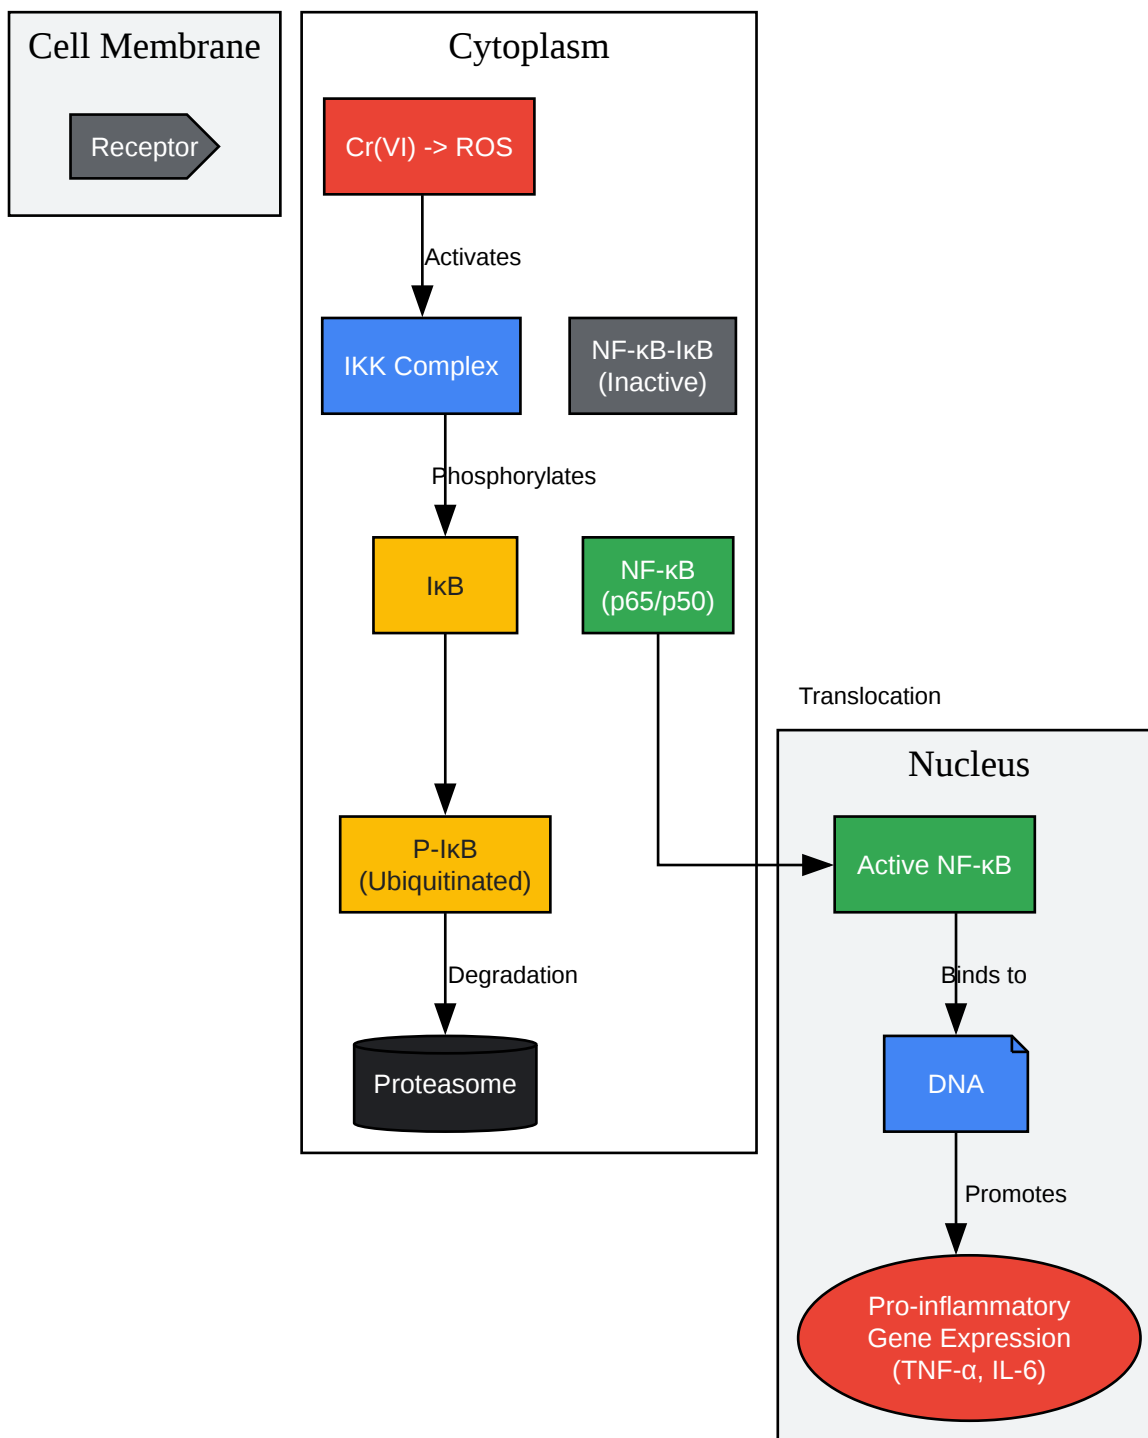 Cell Membrane
Receptor
Cytoplasm
Cr(VI) -> ROS
Activates
IKK Complex
NF-κB-IκB
(Inactive)
Phosphorylates
IκB
NF-κB
(p65/p50)
Translocation
Nucleus
P-IκB
(Ubiquitinated)
Active NF-κB
Degradation
Binds to
Proteasome
DNA
Promotes
Pro-inflammatory
Gene Expression
(TNF-α, IL-6)